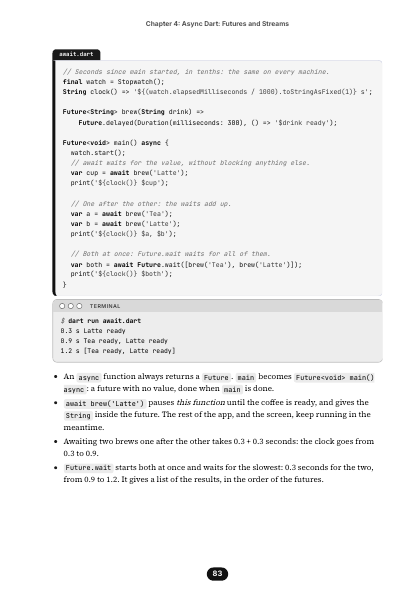 Chapter 4: Async Dart: Futures and Streams
await.dart
// Seconds since main started, in tenths: the same on every machine.
final watch = Stopwatch();
String clock() => '${(watch.elapsedMilliseconds / 1000).toStringAsFixed(1)} s';
Future<String> brew(String drink) =>
    Future.delayed(Duration(milliseconds: 300), () => '$drink ready');
Future<void> main() async {
  watch.start();
  // await waits for the value, without blocking anything else.
  var cup = await brew('Latte');
  print('${clock()} $cup');
  // One after the other: the waits add up.
  var a = await brew('Tea');
  var b = await brew('Latte');
  print('${clock()} $a, $b');
  // Both at once: Future.wait waits for all of them.
  var both = await Future.wait([brew('Tea'), brew('Latte')]);
  print('${clock()} $both');
}
TERMINAL
$ dart run await.dart
0.3 s Latte ready
0.9 s Tea ready, Latte ready
1.2 s [Tea ready, Latte ready]
• An async function always returns a Future. main becomes Future<void> main()
async: a future with no value, done when main is done.
• await brew('Latte') pauses this function until the coffee is ready, and gives the
String inside the future. The rest of the app, and the screen, keep running in the
meantime.
• Awaiting two brews one after the other takes 0.3 + 0.3 seconds: the clock goes from
0.3 to 0.9.
• Future.wait starts both at once and waits for the slowest: 0.3 seconds for the two,
from 0.9 to 1.2. It gives a list of the results, in the order of the futures.
83